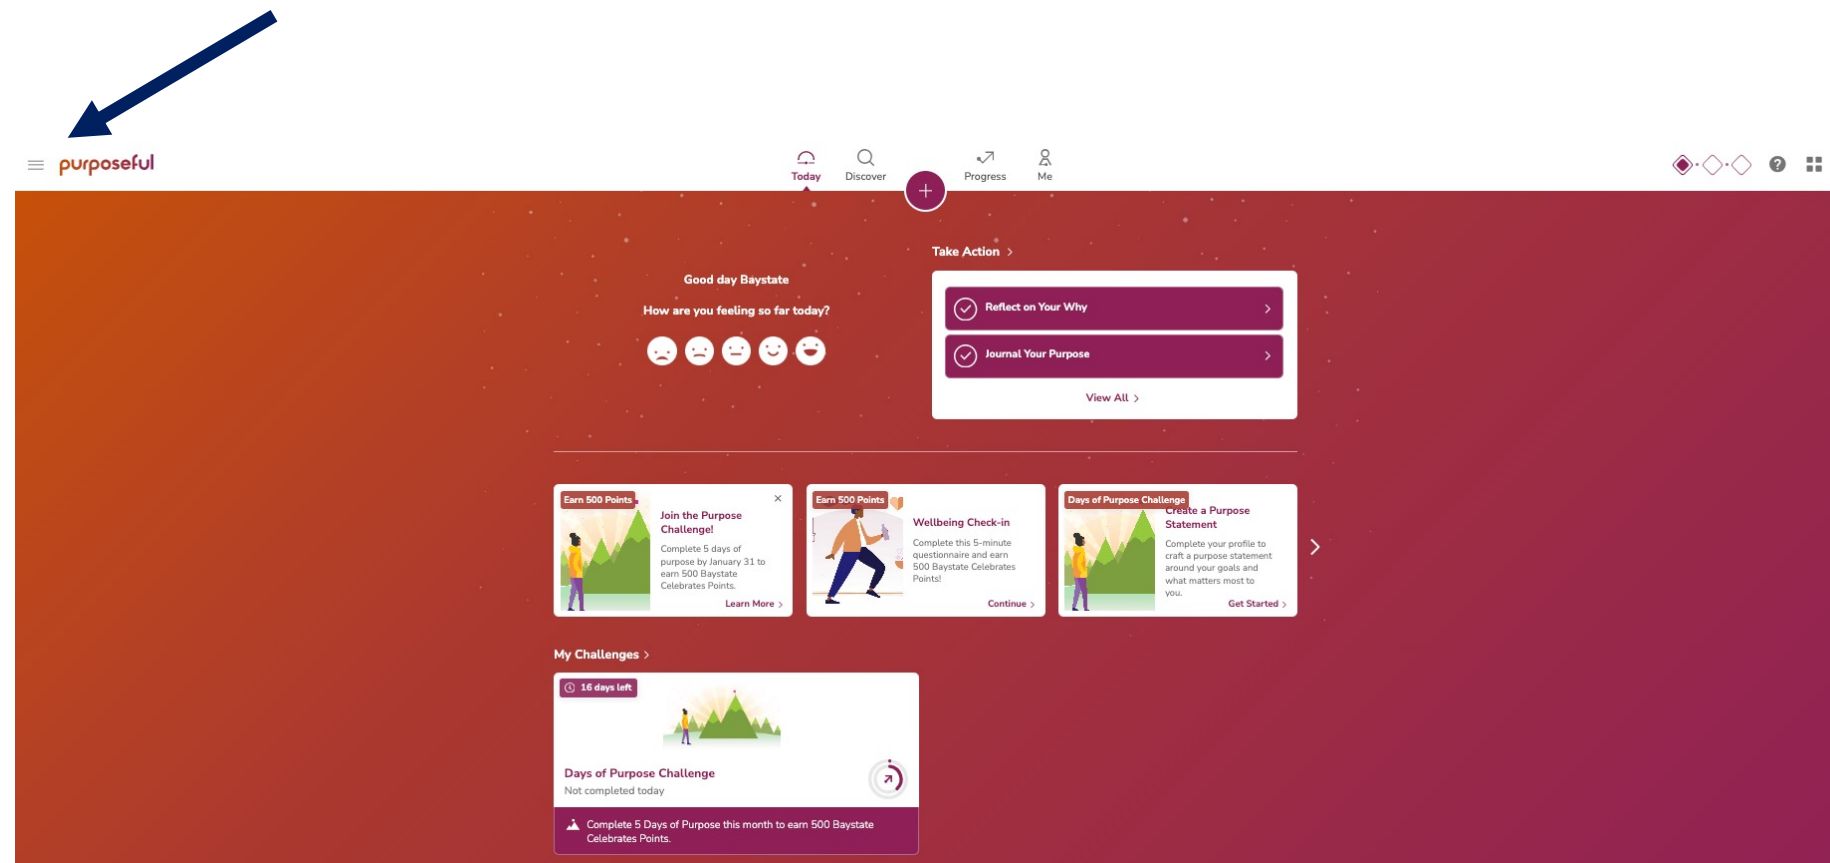 purposeful
Today
Discover
+
Progress
Me
?
Good day Baystate
How are you feeling so far today?
Take Action >
Reflect on Your Why >
Journal Your Purpose >
View All >
Earn 500 Points
Join the Purpose
Challenge!
Complete 5 days of
purpose by January 31 to
earn 500 Baystate
Celebrates Points.
Learn More >
Earn 500 Points
Wellbeing Check-in
Complete this 5-minute
questionnaire and earn
500 Baystate Celebrates
Points!
Continue >
Days of Purpose Challenge
Create a Purpose
Statement
Complete your profile to
craft a purpose statement
around your goals and
what matters most to
you.
Get Started >
My Challenges >
16 days left
Days of Purpose Challenge
Not completed today
Complete 5 Days of Purpose this month to earn 500 Baystate
Celebrates Points.